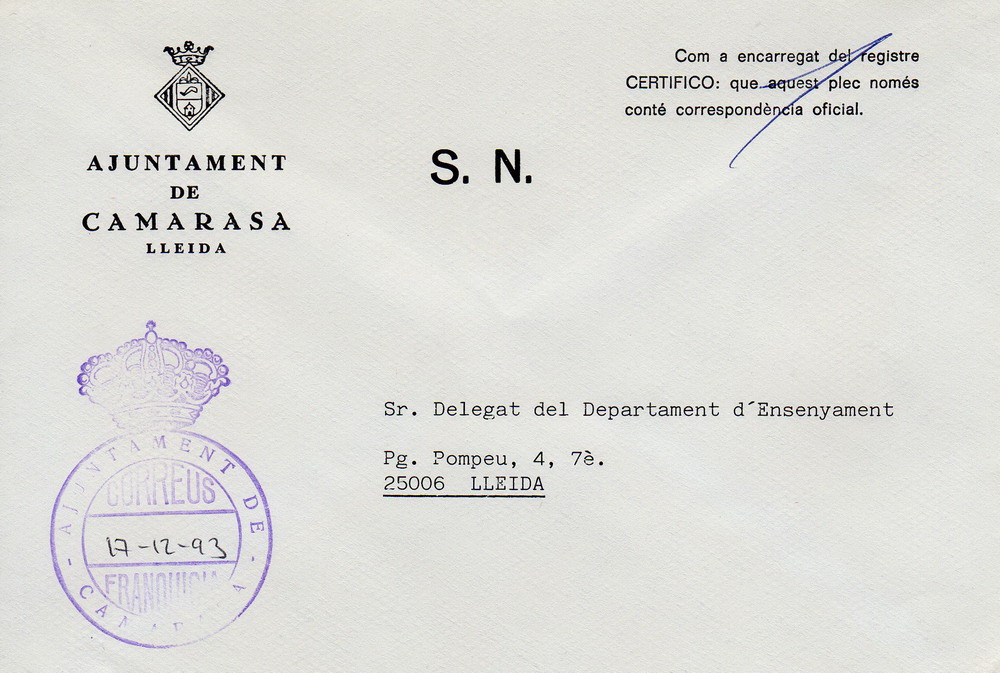 AJUNTAMENT
DE
CAMARASA
LLEIDA
S. N.
Com a encarregat del registre
CERTIFICO: que aquest plec només
conté correspondència oficial.
Sr. Delegat del Departament d´Ensenyament
Pg. Pompeu, 4, 7è.
25006 LLEIDA
AJUNTAMENT DE
CORREUS
17-12-93
FRANQUICIA